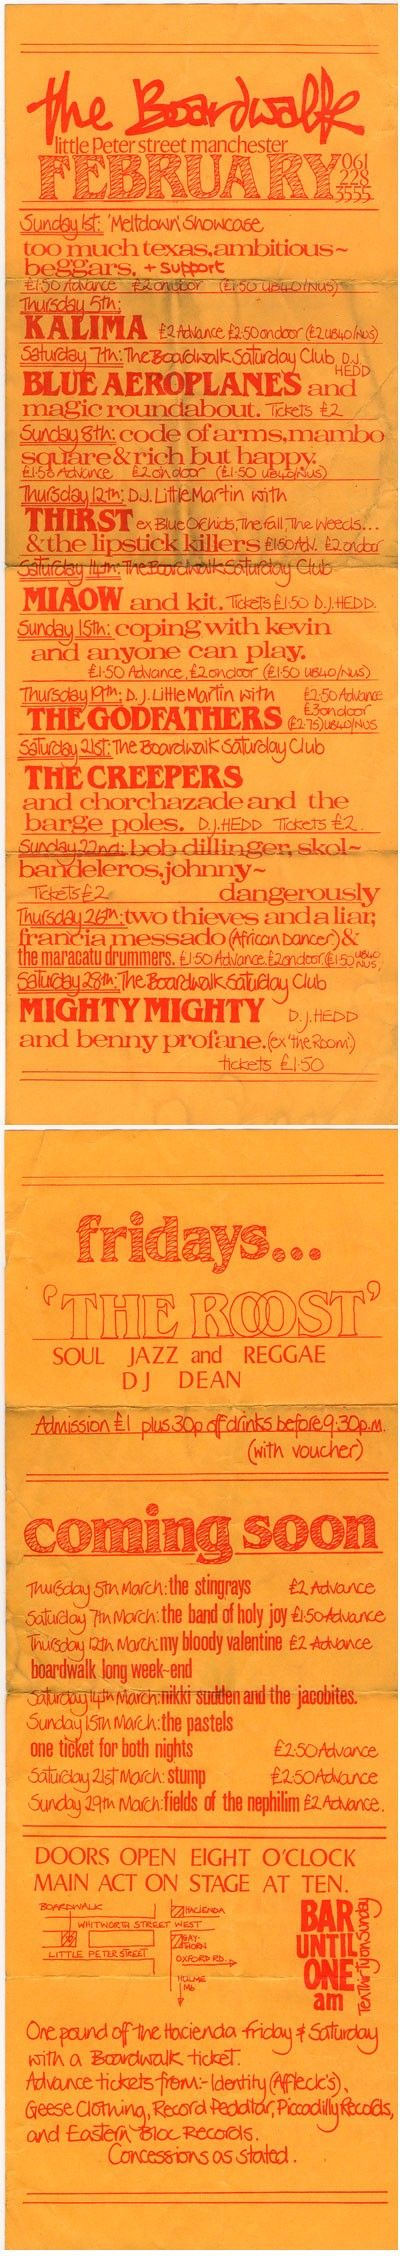 the Boardwalk
little Peter street manchester
FEBRUARY 061 228 3555
Sunday 1st: 'Meltdown' Showcase
too much texas, ambitious~
beggars, + support
£1.50 Advance £2 on door (£1.50 UB40/NUS)
Thursday 5th:
KALIMA £2 Advance £2.50 on door (£2 UB40/NUS)
Saturday 7th: The Boardwalk Saturday Club D.J. HEDD
BLUE AEROPLANES and
magic roundabout. Tickets £2
Sunday 8th: code of arms, mambo
square & rich but happy.
£1.50 Advance £2 on door (£1.50 UB40/NUS)
Thursday 12th: D.J. Little Martin with
THIRST ex Blue Orchids, The Fall, The Weeds...
& the lipstick killers £1.50 Adv. £2 on door
Saturday 14th: The Boardwalk Saturday Club
MIAOW and kit. Tickets £1.50 D.J. HEDD.
Sunday 15th: coping with kevin
and anyone can play.
£1.50 Advance, £2 on door (£1.50 UB40/NUS)
Thursday 19th: D.J. Little Martin with £2.50 Advance
THE GODFATHERS £3 on door (£2.75) UB40/NUS
Saturday 21st: The Boardwalk Saturday Club
THE CREEPERS
and chorchazade and the
barge poles. D.J. HEDD Tickets £2.
Sunday 22nd: bob dillinger, skol~
bandeleros, johnny~
Tickets £2 dangerously
Thursday 26th: two thieves and a liar,
francia messado (African Dancer) &
the maracatu drummers. £1.50 Advance £2 on door (£1.50 UB40 NUS)
Saturday 28th: The Boardwalk Saturday Club
MIGHTY MIGHTY D.J. HEDD
and benny profane. (ex 'the Room')
tickets £1.50
fridays...
'THE ROOST'
SOUL JAZZ and REGGAE
DJ DEAN
Admission £1 plus 30p off drinks before 9.30p.m.
(with voucher)
coming soon
Thursday 5th March: the stingrays £2 Advance
Saturday 7th March: the band of holy joy £1.50 Advance
Thursday 12th March: my bloody valentine £2 Advance
boardwalk long week-end
Saturday 14th March: nikki sudden and the jacobites.
Sunday 15th March: the pastels
one ticket for both nights £2.50 Advance
Saturday 21st March: stump £2.50 Advance
Sunday 29th March: fields of the nephilim £2 Advance.
DOORS OPEN EIGHT O'CLOCK
MAIN ACT ON STAGE AT TEN.
BOARDWALK
HACIENDA
WHITWORTH STREET WEST
GAY-
THORN
LITTLE PETER STREET
OXFORD RD.
HULME
BAR
UNTIL
ONE
am
Ten Thirty on Sunday
One pound off the Hacienda friday & Saturday
with a Boardwalk ticket.
Advance tickets from:- Identity (Affleck's),
Geese Clothing, Record Peddlar, Piccadilly Records,
and Eastern Bloc Records.
Concessions as stated.